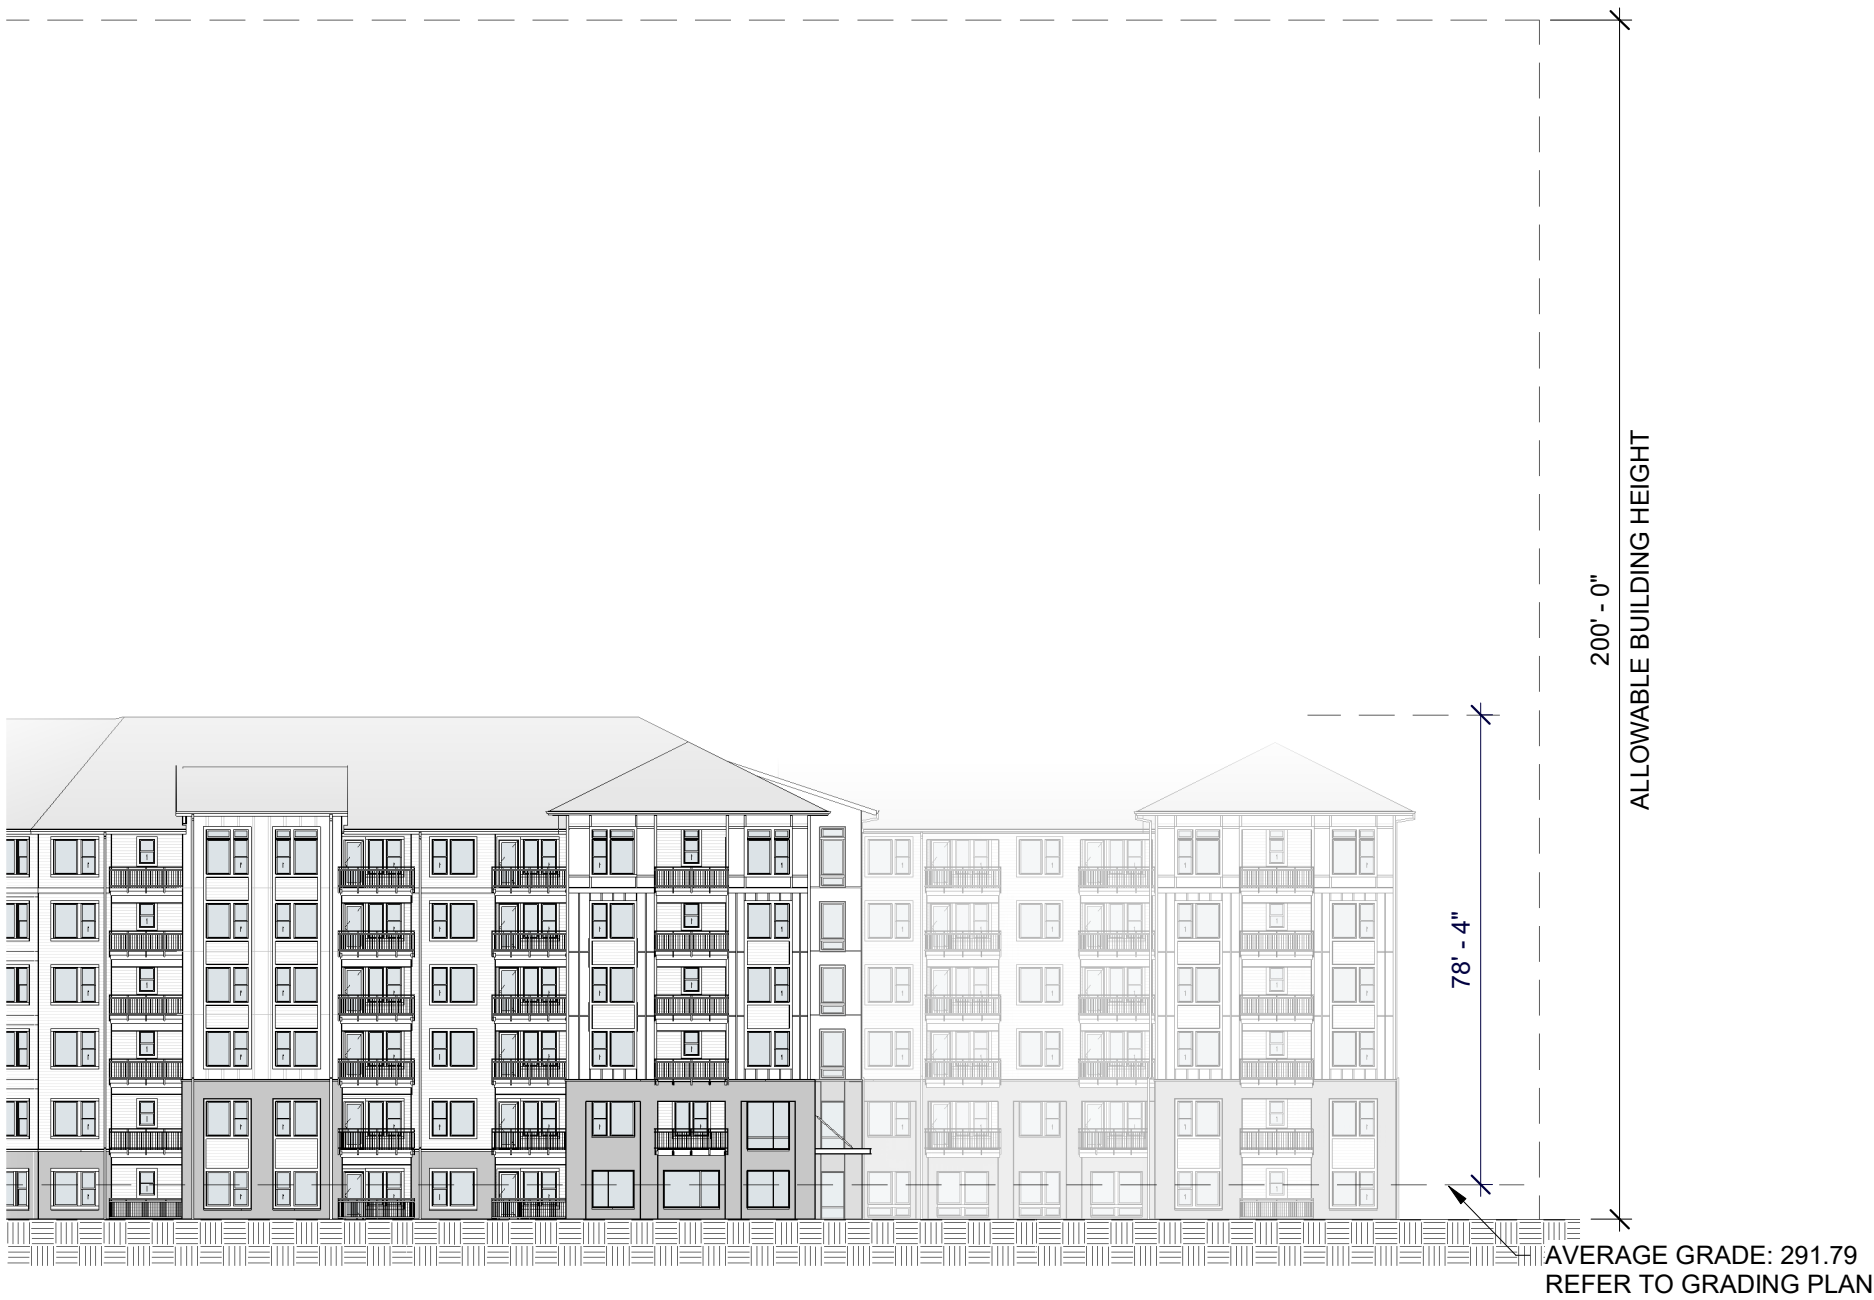 200' - 0"
ALLOWABLE BUILDING HEIGHT
78' - 4"
AVERAGE GRADE: 291.79
REFER TO GRADING PLAN